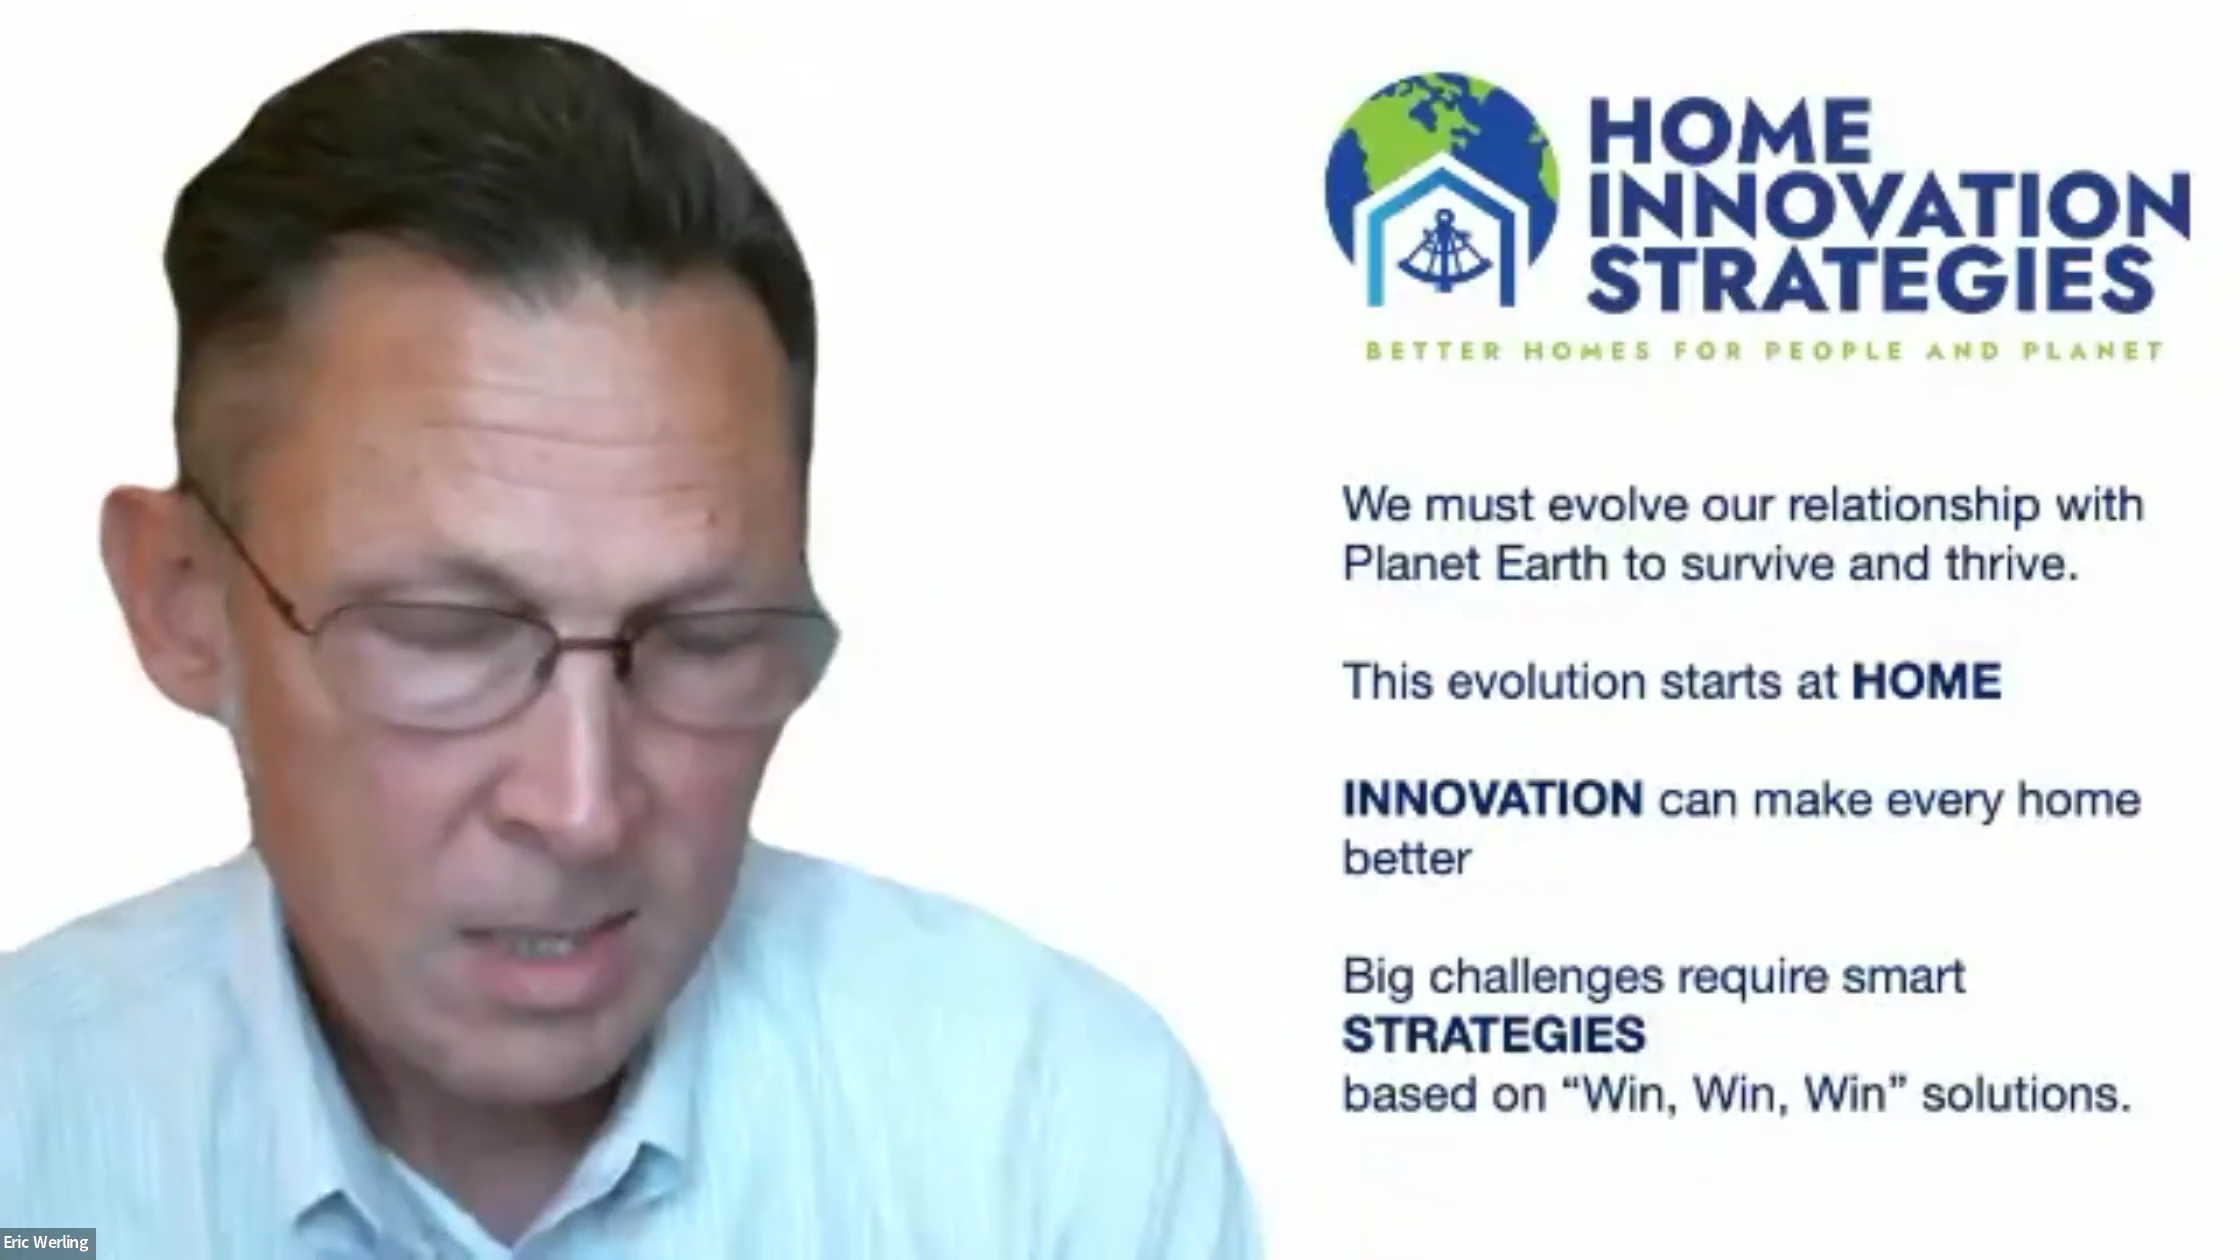 HOME
INNOVATION
STRATEGIES
BETTER HOMES FOR PEOPLE AND PLANET
We must evolve our relationship with
Planet Earth to survive and thrive.
This evolution starts at HOME
INNOVATION can make every home
better
Big challenges require smart
STRATEGIES
based on “Win, Win, Win” solutions.
Eric Werling